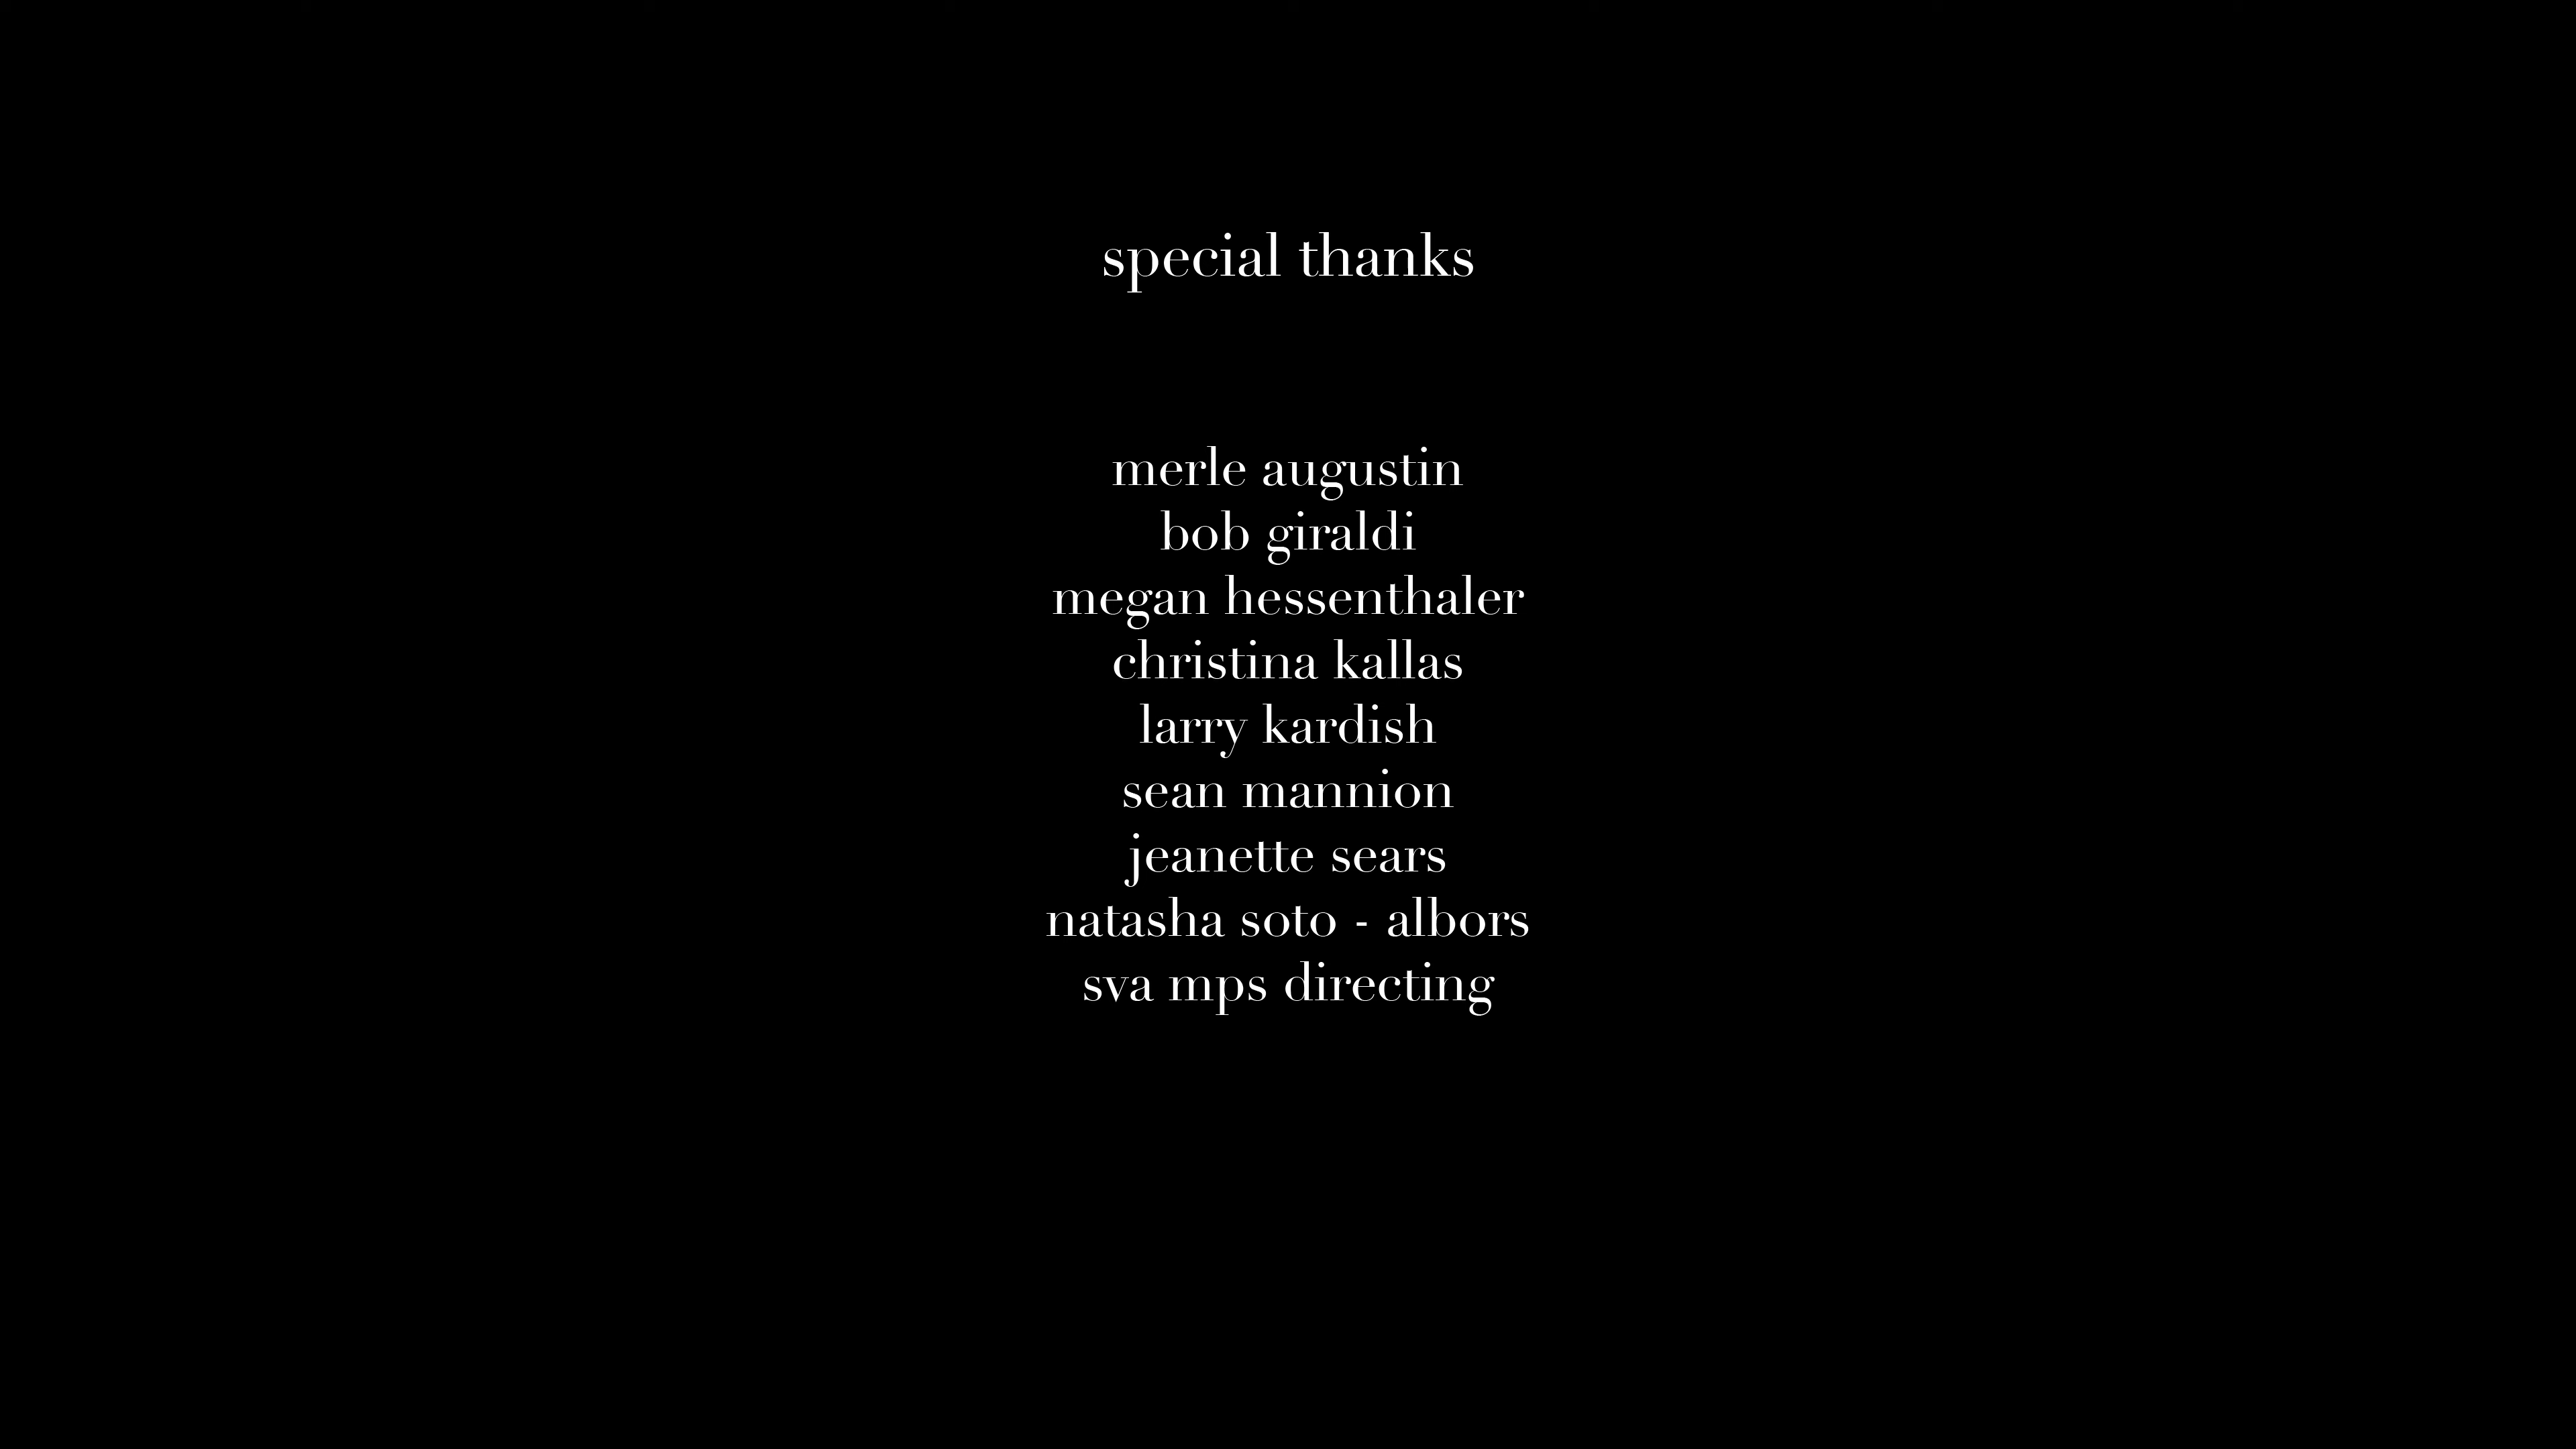 special thanks
merle augustin
bob giraldi
megan hessenthaler
christina kallas
larry kardish
sean mannion
jeanette sears
natasha soto - albors
sva mps directing